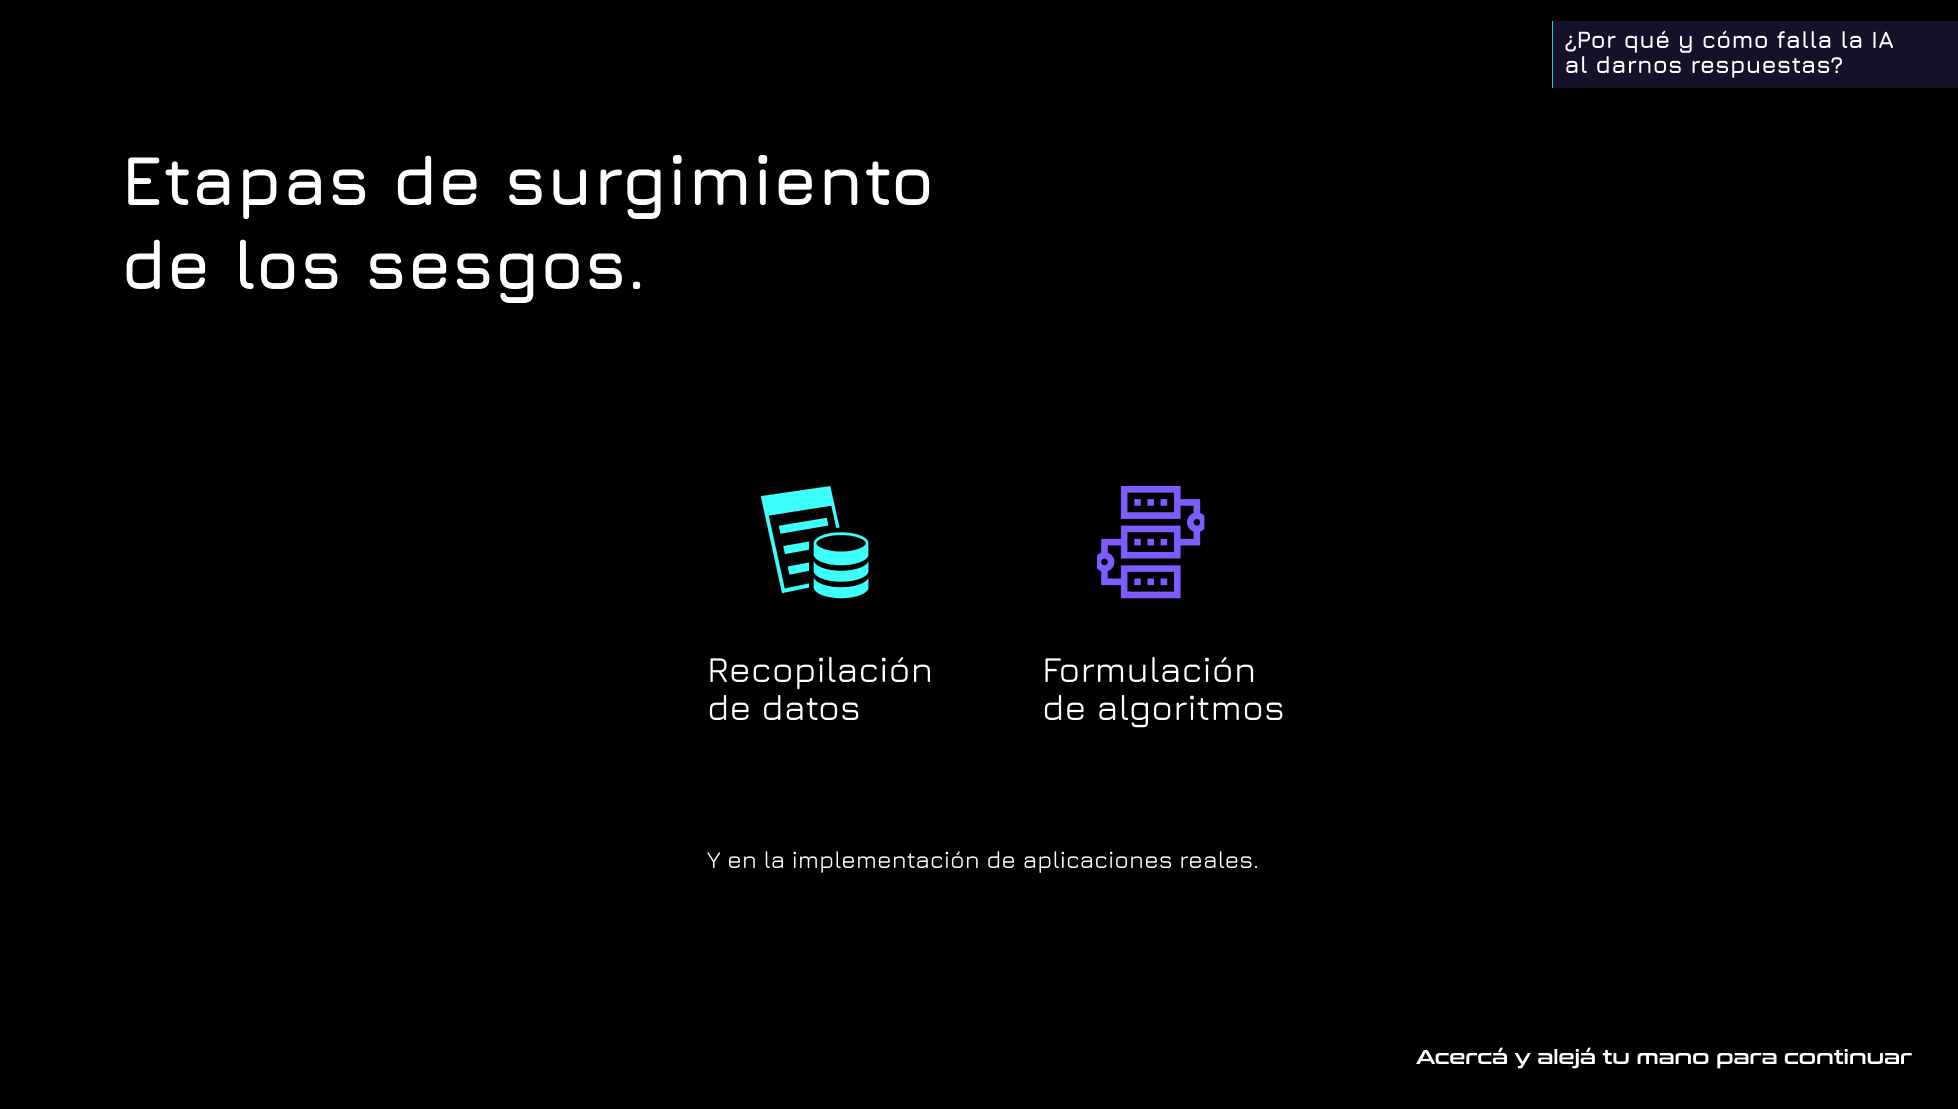 ¿Por qué y cómo falla la IA
al darnos respuestas?
Etapas de surgimiento
de los sesgos.
Recopilación
de datos
Formulación
de algoritmos
Y en la implementación de aplicaciones reales.
Acercá y alejá tu mano para continuar